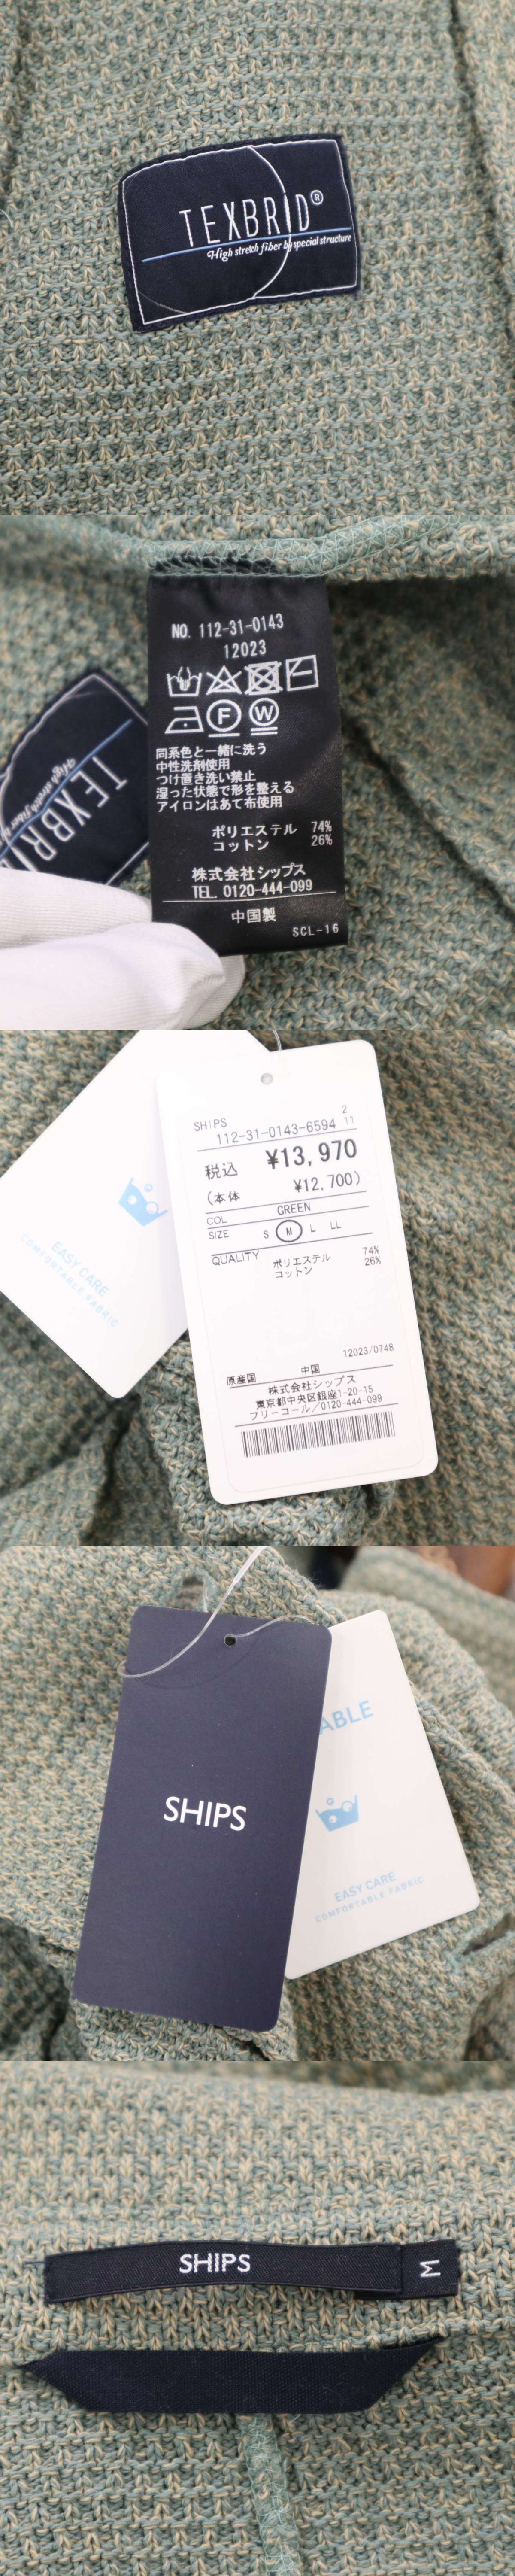 TEXBRID®
High stretch fiber by special structure
NO. 112-31-0143
12023
F W
同系色と一緒に洗う
中性洗剤使用
つけ置き洗い禁止
湿った状態で形を整える
アイロンはあて布使用
ポリエステル 74%
コットン 26%
株式会社シップス
TEL. 0120-444-099
中国製
SCL-16
TEXBRI
High stretch fiber
EASY CARE
COMFORTABLE FABRIC
SHIPS 2
112-31-0143-6594 11
税込 ¥13,970
(本体 ¥12,700)
COL GREEN
SIZE S M L LL
QUALITY ポリエステル 74%
コットン 26%
12023/0748
原産国 中国
株式会社シップス
東京都中央区銀座1-20-15
フリーコール/0120-444-099
SHIPS
ABLE
EASY CARE
COMFORTABLE FABRIC
SHIPS M